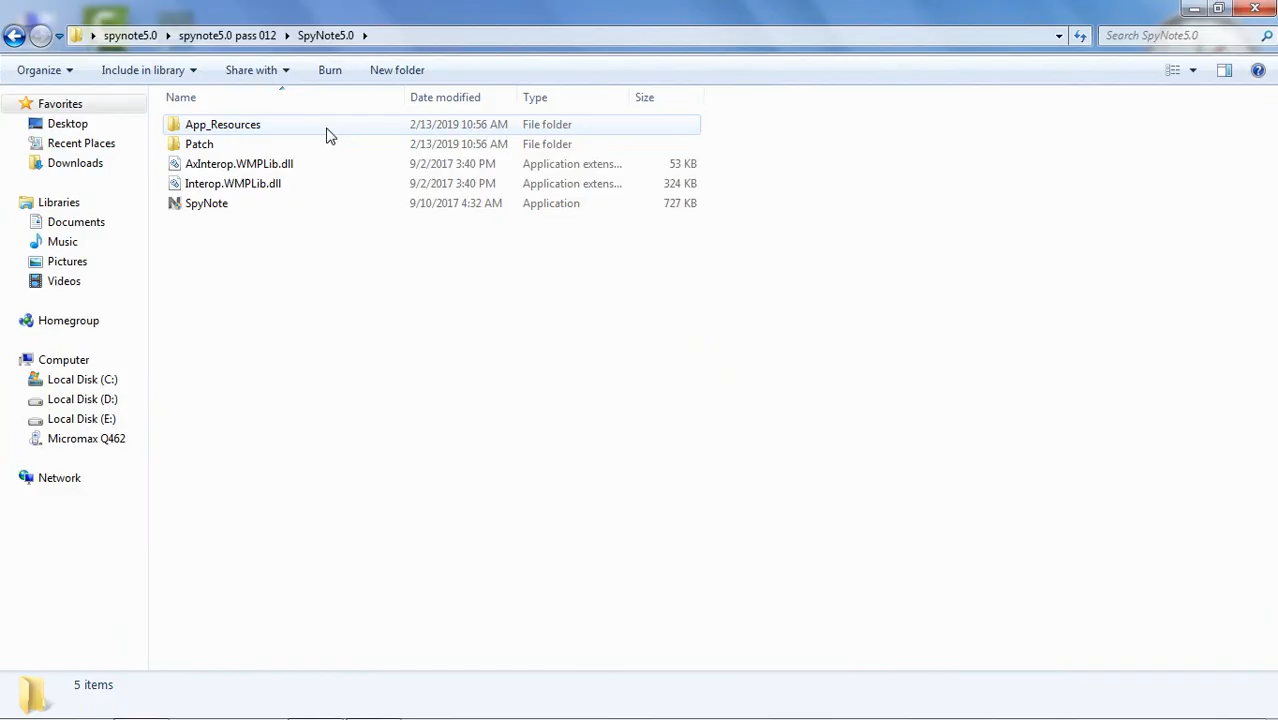 spynote5.0 spynote5.0 pass 012 SpyNote5.0 Search SpyNote5.0
Organize Include in library Share with Burn New folder
Name Date modified Type Size
App_Resources 2/13/2019 10:56 AM File folder
Patch 2/13/2019 10:56 AM File folder
AxInterop.WMPLib.dll 9/2/2017 3:40 PM Application extens... 53 KB
Interop.WMPLib.dll 9/2/2017 3:40 PM Application extens... 324 KB
SpyNote 9/10/2017 4:32 AM Application 727 KB
Favorites
Desktop
Recent Places
Downloads
Libraries
Documents
Music
Pictures
Videos
Homegroup
Computer
Local Disk (C:)
Local Disk (D:)
Local Disk (E:)
Micromax Q462
Network
5 items